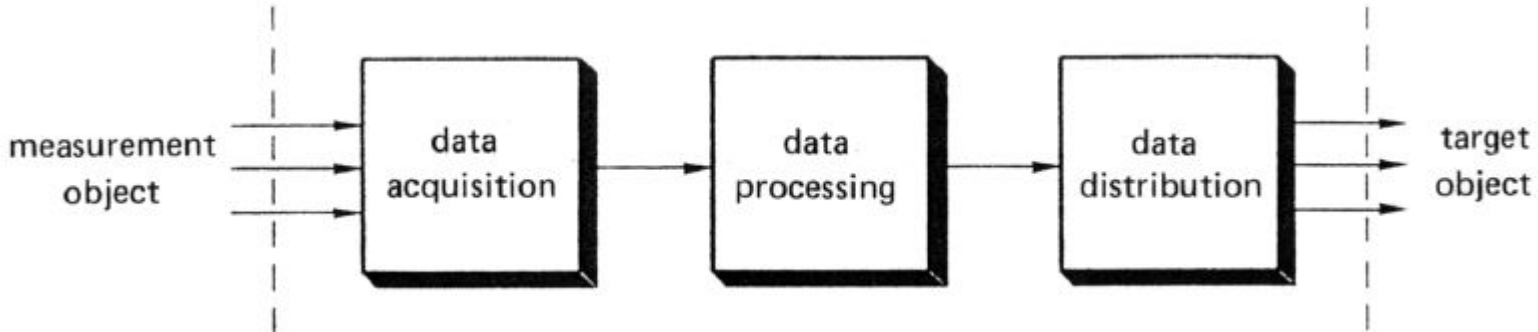 measurement
object
data
acquisition
data
processing
data
distribution
target
object